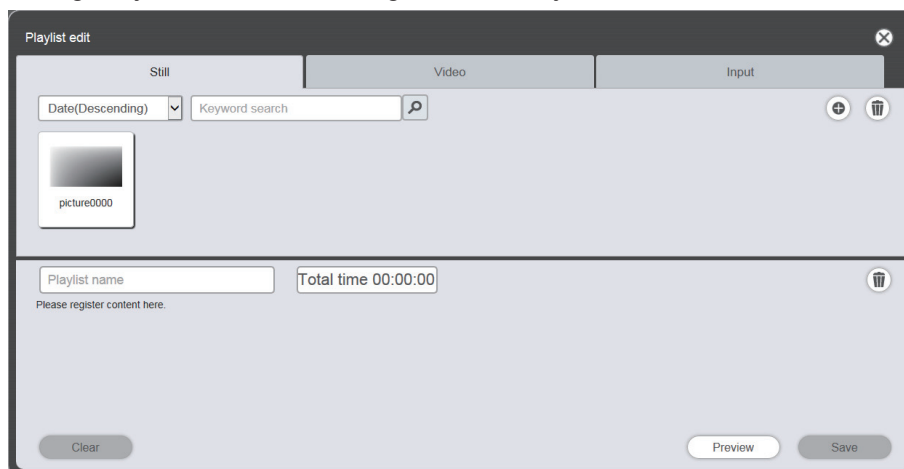 Playlist edit
Still Video Input
Date(Descending) Keyword search
picture0000
Playlist name Total time 00:00:00
Please register content here.
Clear Preview Save